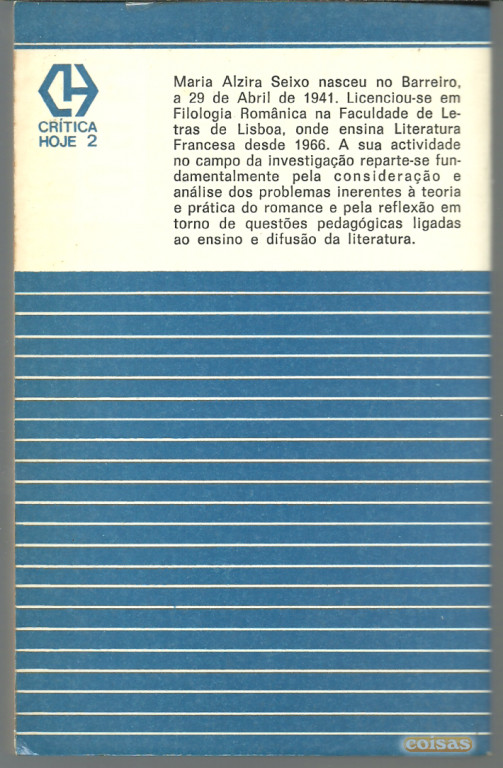 CH
CRÍTICA
HOJE 2
Maria Alzira Seixo nasceu no Barreiro,
a 29 de Abril de 1941. Licenciou-se em
Filologia Românica na Faculdade de Le-
tras de Lisboa, onde ensina Literatura
Francesa desde 1966. A sua actividade
no campo da investigação reparte-se fun-
damentalmente pela consideração e
análise dos problemas inerentes à teoria
e prática do romance e pela reflexão em
torno de questões pedagógicas ligadas
ao ensino e difusão da literatura.
coisas